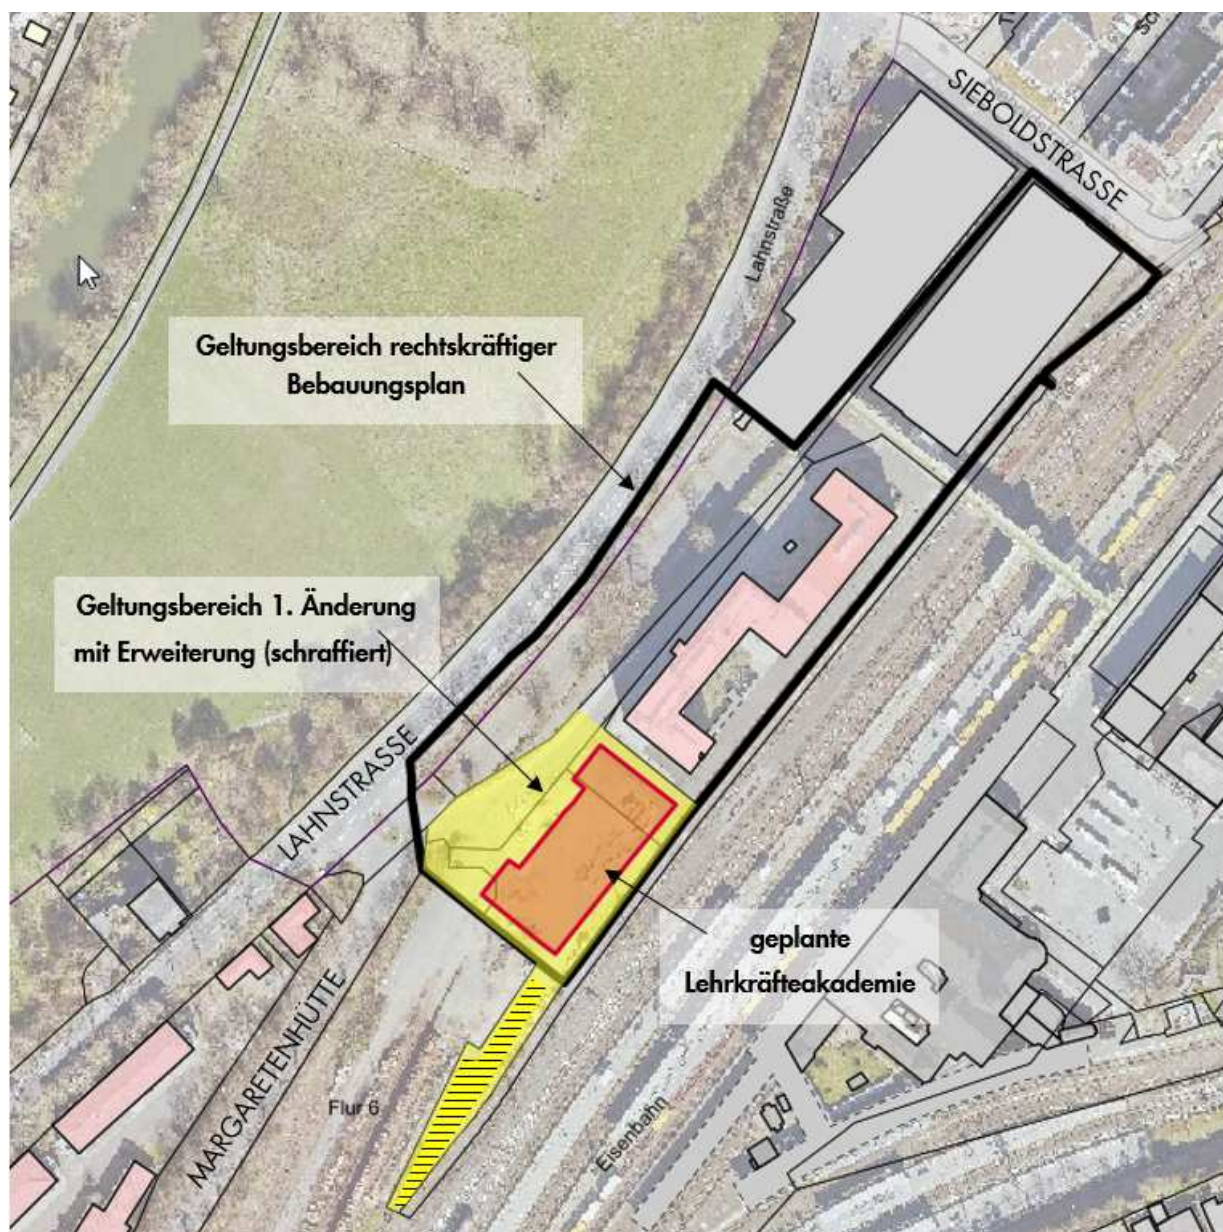 SIEBOLDSTRASSE
Lahnstraße
Geltungsbereich rechtskräftiger
Bebauungsplan
Geltungsbereich 1. Änderung
mit Erweiterung (schraffiert)
LAHNSTRASSE
geplante
Lehrkräfteakademie
MARGARETENHÜTTE
Flur 6
Eisenbahn